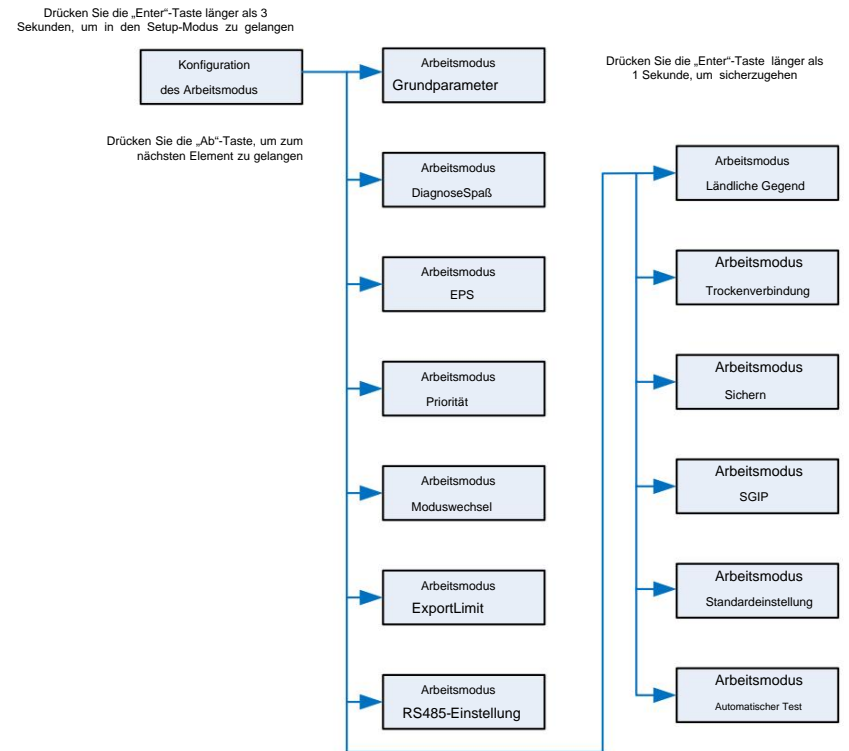 Drücken Sie die „Enter“-Taste länger als 3
Sekunden, um in den Setup-Modus zu gelangen
Konfiguration
des Arbeitsmodus
Drücken Sie die „Ab“-Taste, um zum
nächsten Element zu gelangen
Arbeitsmodus
Grundparameter
Arbeitsmodus
DiagnoseSpaß
Arbeitsmodus
EPS
Arbeitsmodus
Priorität
Arbeitsmodus
Moduswechsel
Arbeitsmodus
ExportLimit
Arbeitsmodus
RS485-Einstellung
Drücken Sie die „Enter“-Taste länger als
1 Sekunde, um sicherzugehen
Arbeitsmodus
Ländliche Gegend
Arbeitsmodus
Trockenverbindung
Arbeitsmodus
Sichern
Arbeitsmodus
SGIP
Arbeitsmodus
Standardeinstellung
Arbeitsmodus
Automatischer Test